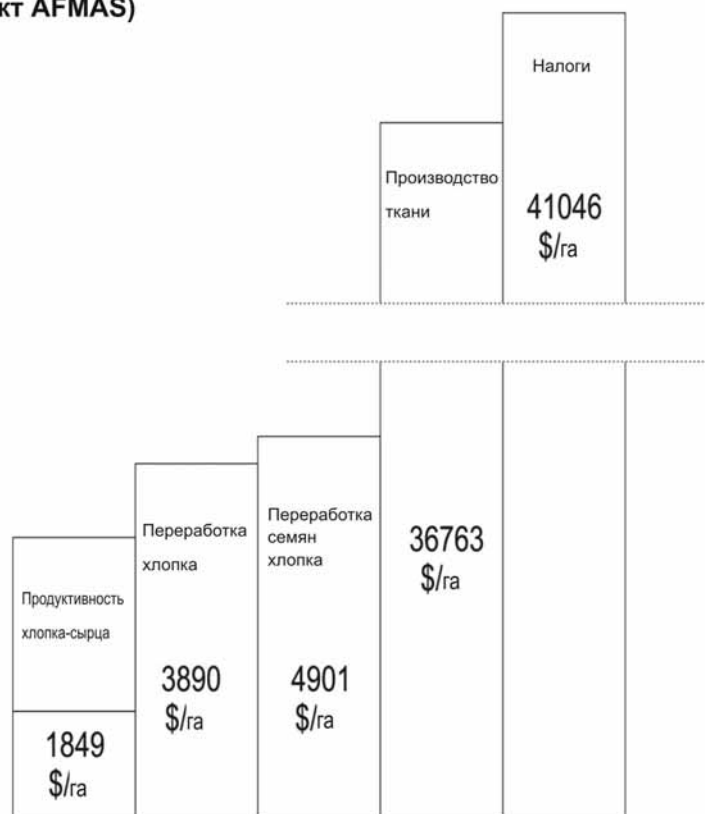 кт AFMAS)
Налоги
41046
$/га
Производство
ткани
Переработка
хлопка
Переработка
семян
хлопка
36763
$/га
Продуктивность
хлопка-сырца
3890
$/га
4901
$/га
1849
$/га